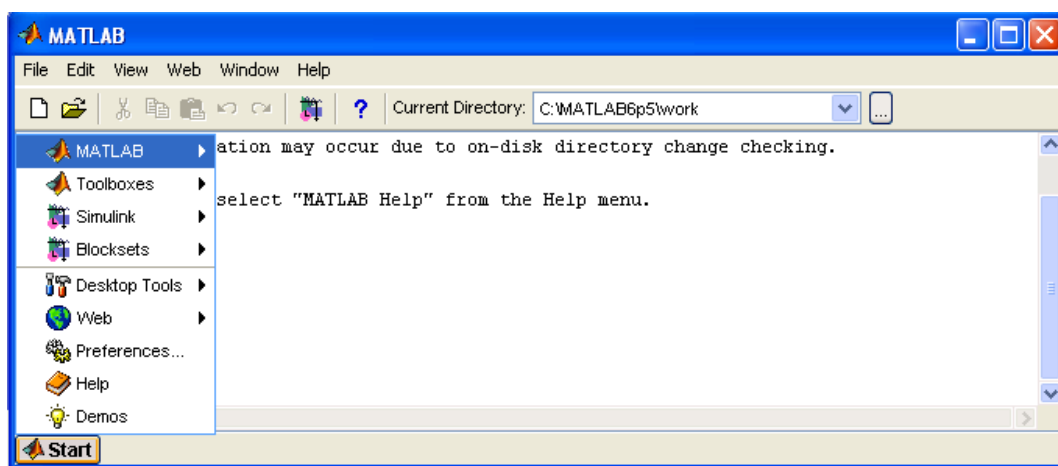 MATLAB
File Edit View Web Window Help
? Current Directory: C:\MATLAB6p5\work ...
MATLAB
ation may occur due to on-disk directory change checking.
Toolboxes
select "MATLAB Help" from the Help menu.
Simulink
Blocksets
Desktop Tools
Web
Preferences...
Help
Demos
Start